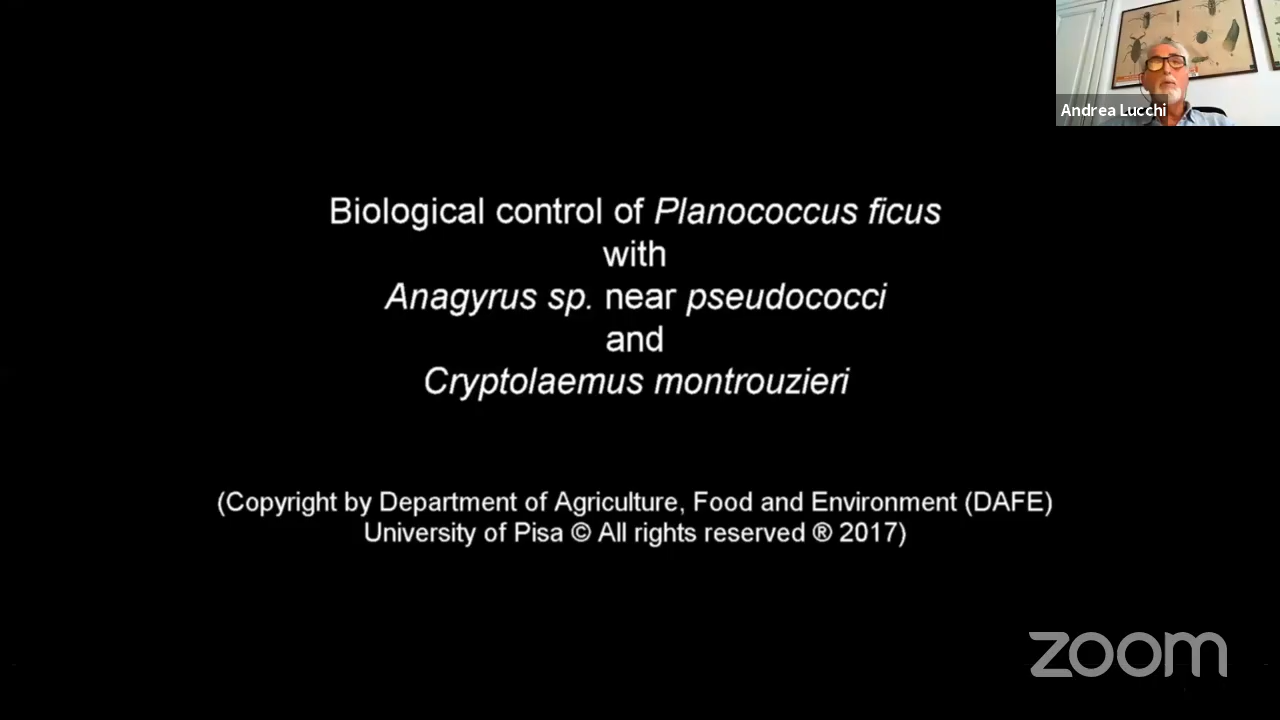 Andrea Lucchi
Biological control of Planococcus ficus
with
Anagyrus sp. near pseudococci
and
Cryptolaemus montrouzieri
(Copyright by Department of Agriculture, Food and Environment (DAFE)
University of Pisa © All rights reserved ® 2017)
zoom